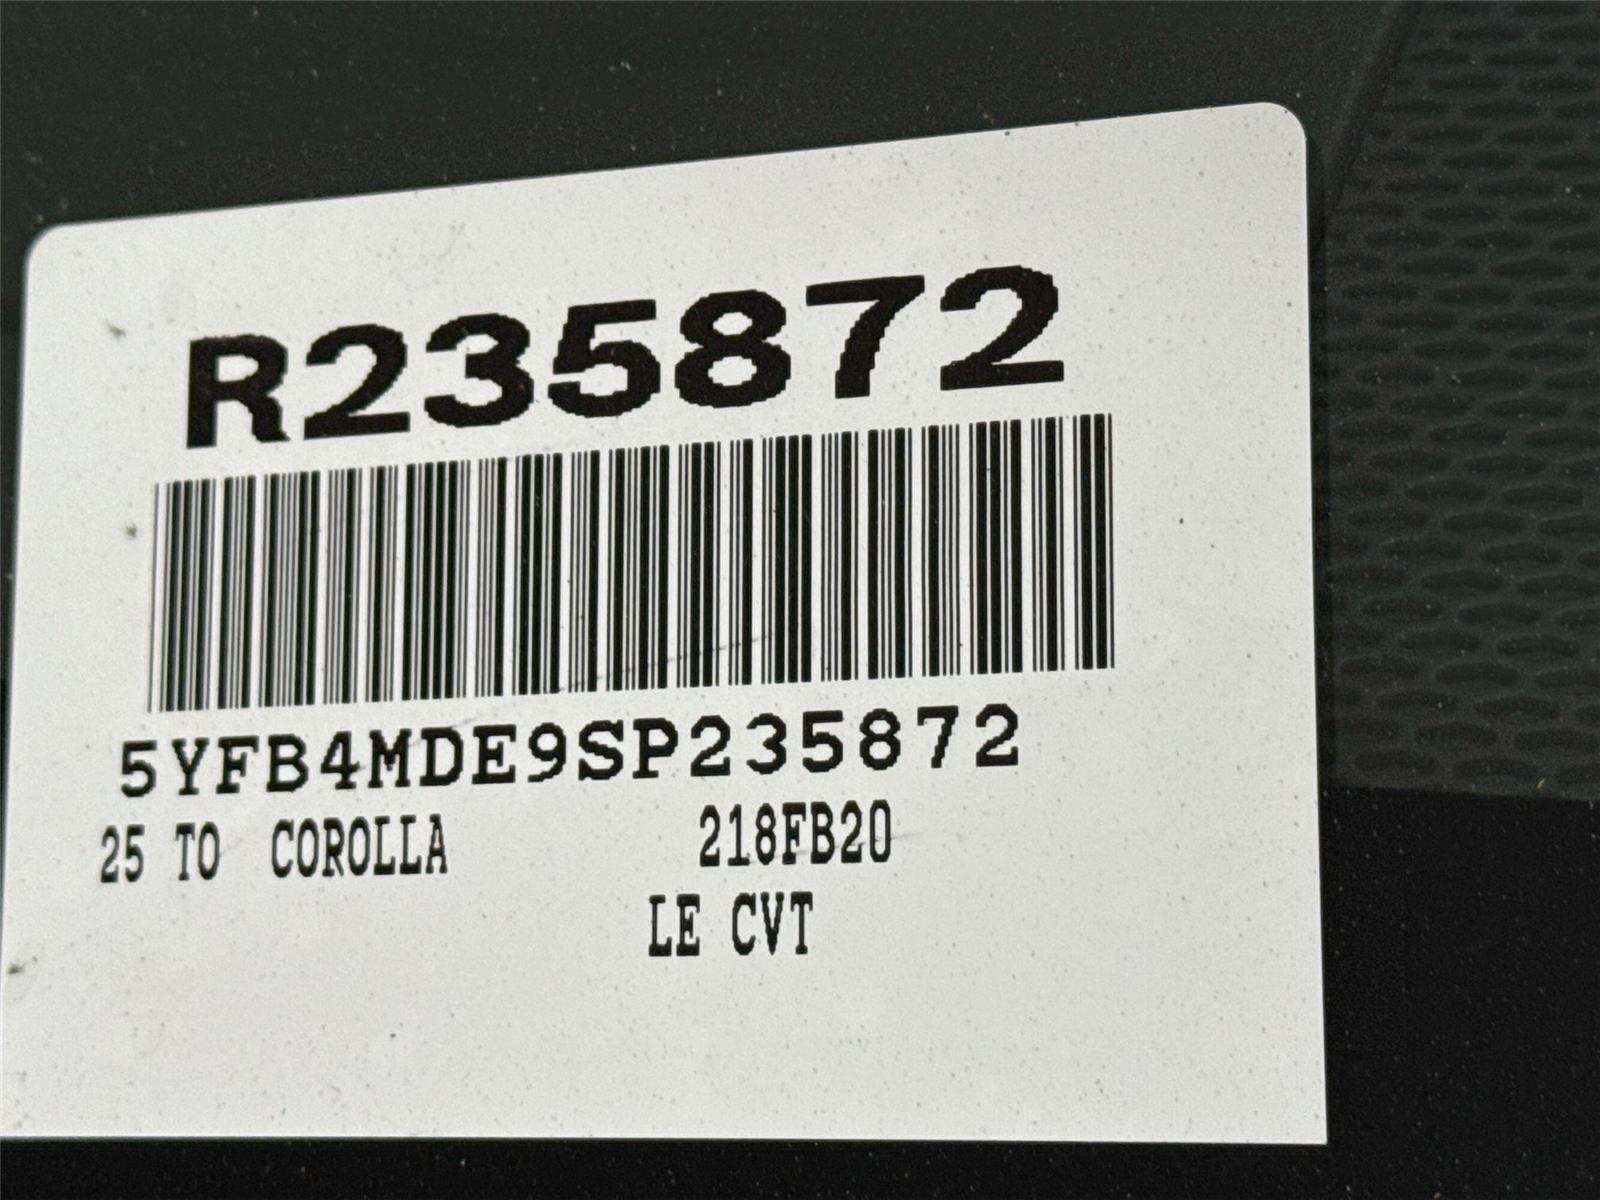 R235872
5YFB4MDE9SP235872
25 TO COROLLA 218FB20
LE CVT